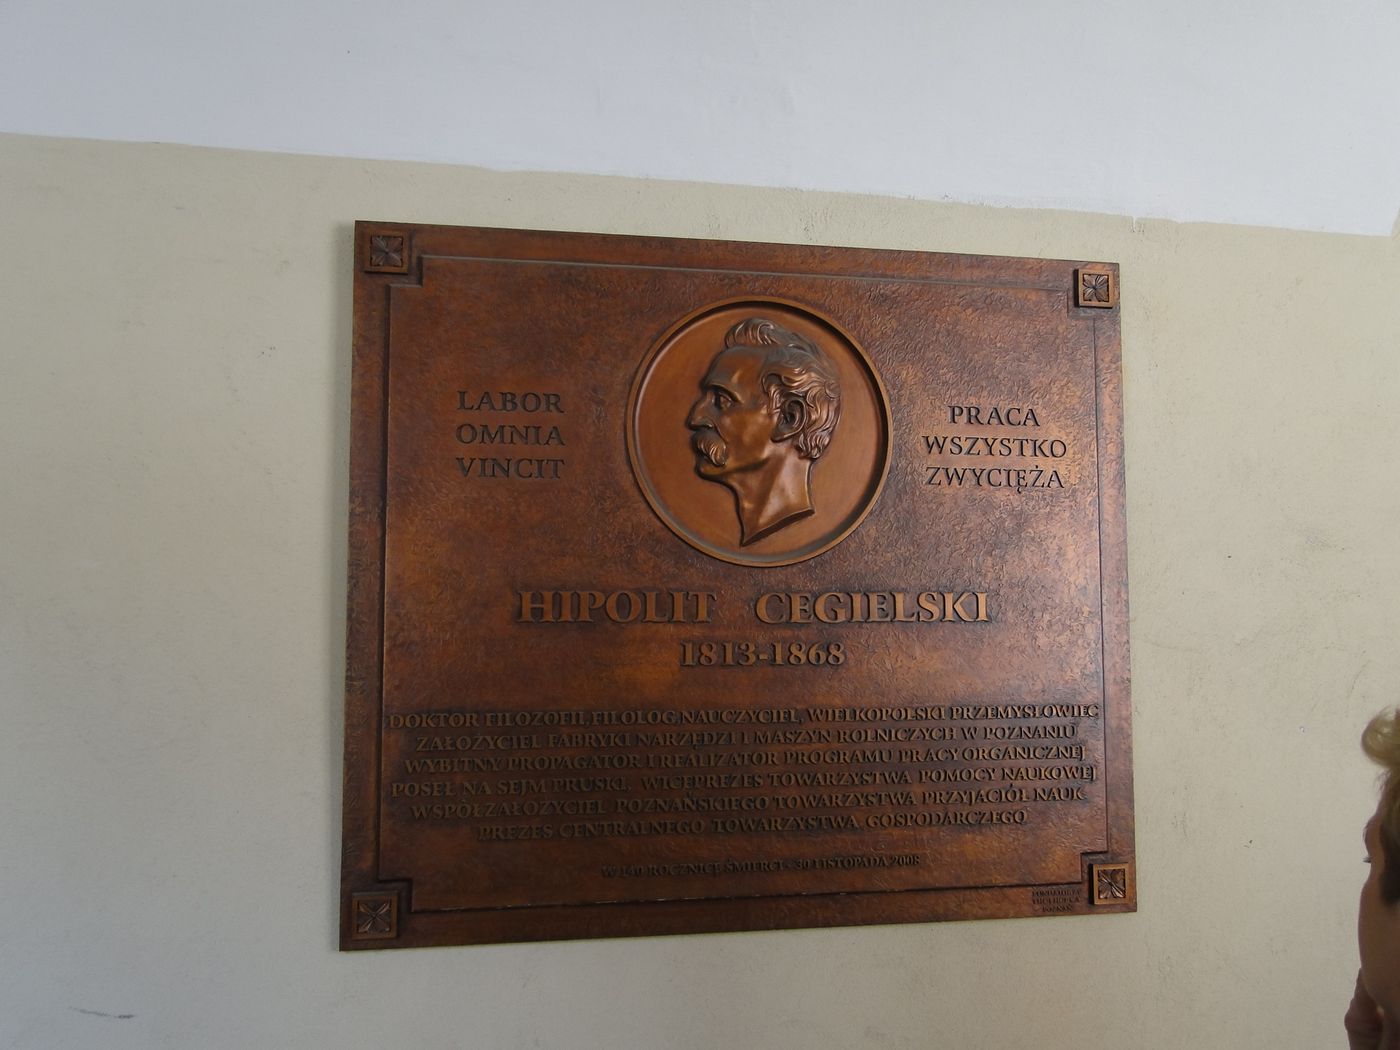 LABOR
OMNIA
VINCIT
PRACA
WSZYSTKO
ZWYCIĘŻA
HIPOLIT CEGIELSKI
1813-1868
DOKTOR FILOZOFII, FILOLOG, NAUCZYCIEL, WIELKOPOLSKI PRZEMYSŁOWIEC
ZAŁOŻYCIEL FABRYKI NARZĘDZI I MASZYN ROLNICZYCH W POZNANIU
WYBITNY PROPAGATOR I REALIZATOR PROGRAMU PRACY ORGANICZNEJ
POSEŁ NA SEJM PRUSKI, WICEPREZES TOWARZYSTWA POMOCY NAUKOWEJ
WSPÓŁZAŁOŻYCIEL POZNAŃSKIEGO TOWARZYSTWA PRZYJACIÓŁ NAUK
PREZES CENTRALNEGO TOWARZYSTWA GOSPODARCZEGO
W 140 ROCZNICĘ ŚMIERCI - 30 LISTOPADA 2008
POZNAŃ